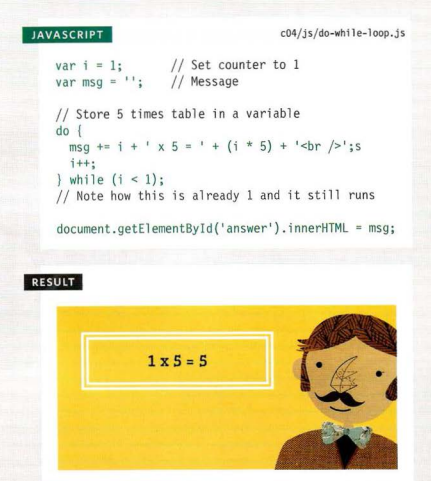 JAVASCRIPT
c04/js/do-while-loop.js
var i = 1; // Set counter to 1
var msg = ''; // Message
// Store 5 times table in a variable
do {
msg += i + ' x 5 = ' + (i * 5) + '<br />';s
i++;
} while (i < 1);
// Note how this is already 1 and it still runs
document.getElementById('answer').innerHTML = msg;
RESULT
1 x 5 = 5